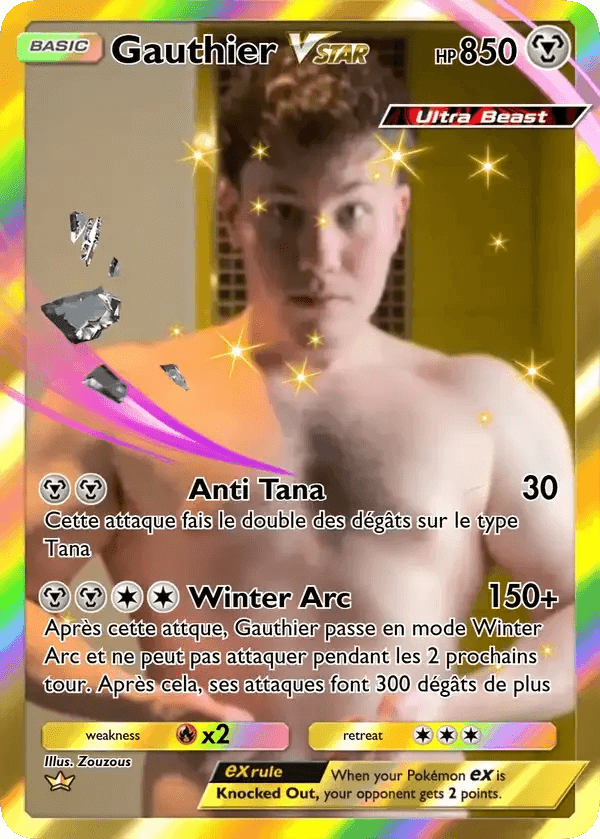 BASIC Gauthier VSTAR HP 850
Ultra Beast
Anti Tana 30
Cette attaque fais le double des dégâts sur le type
Tana
Winter Arc 150+
Après cette attque, Gauthier passe en mode Winter
Arc et ne peut pas attaquer pendant les 2 prochains
tour. Après cela, ses attaques font 300 dégâts de plus
weakness x2 retreat
Illus. Zouzous
ex rule When your Pokémon ex is
Knocked Out, your opponent gets 2 points.